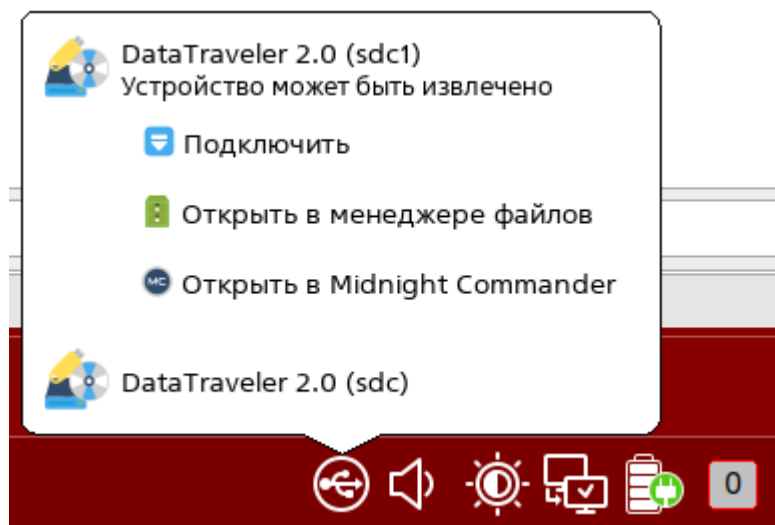 DataTraveler 2.0 (sdc1)
Устройство может быть извлечено
Подключить
Открыть в менеджере файлов
MC Открыть в Midnight Commander
DataTraveler 2.0 (sdc)
0